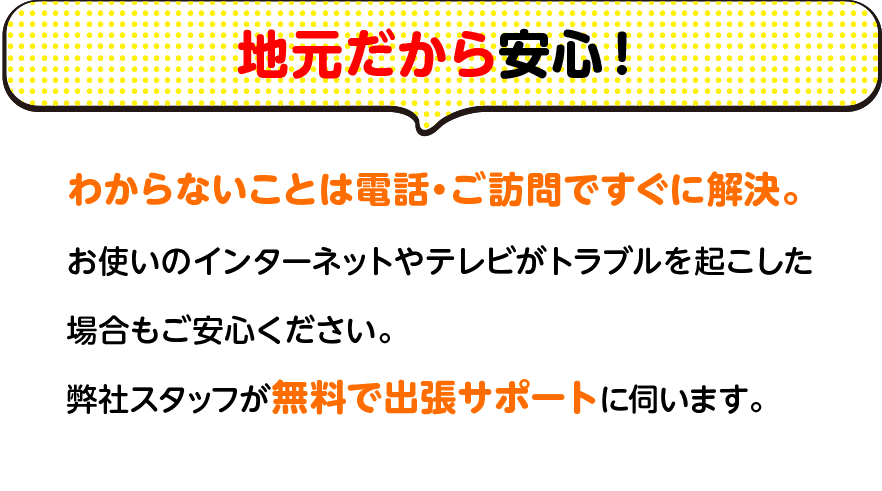 地元だから安心！
わからないことは電話・ご訪問ですぐに解決。
お使いのインターネットやテレビがトラブルを起こした
場合もご安心ください。
弊社スタッフが無料で出張サポートに伺います。